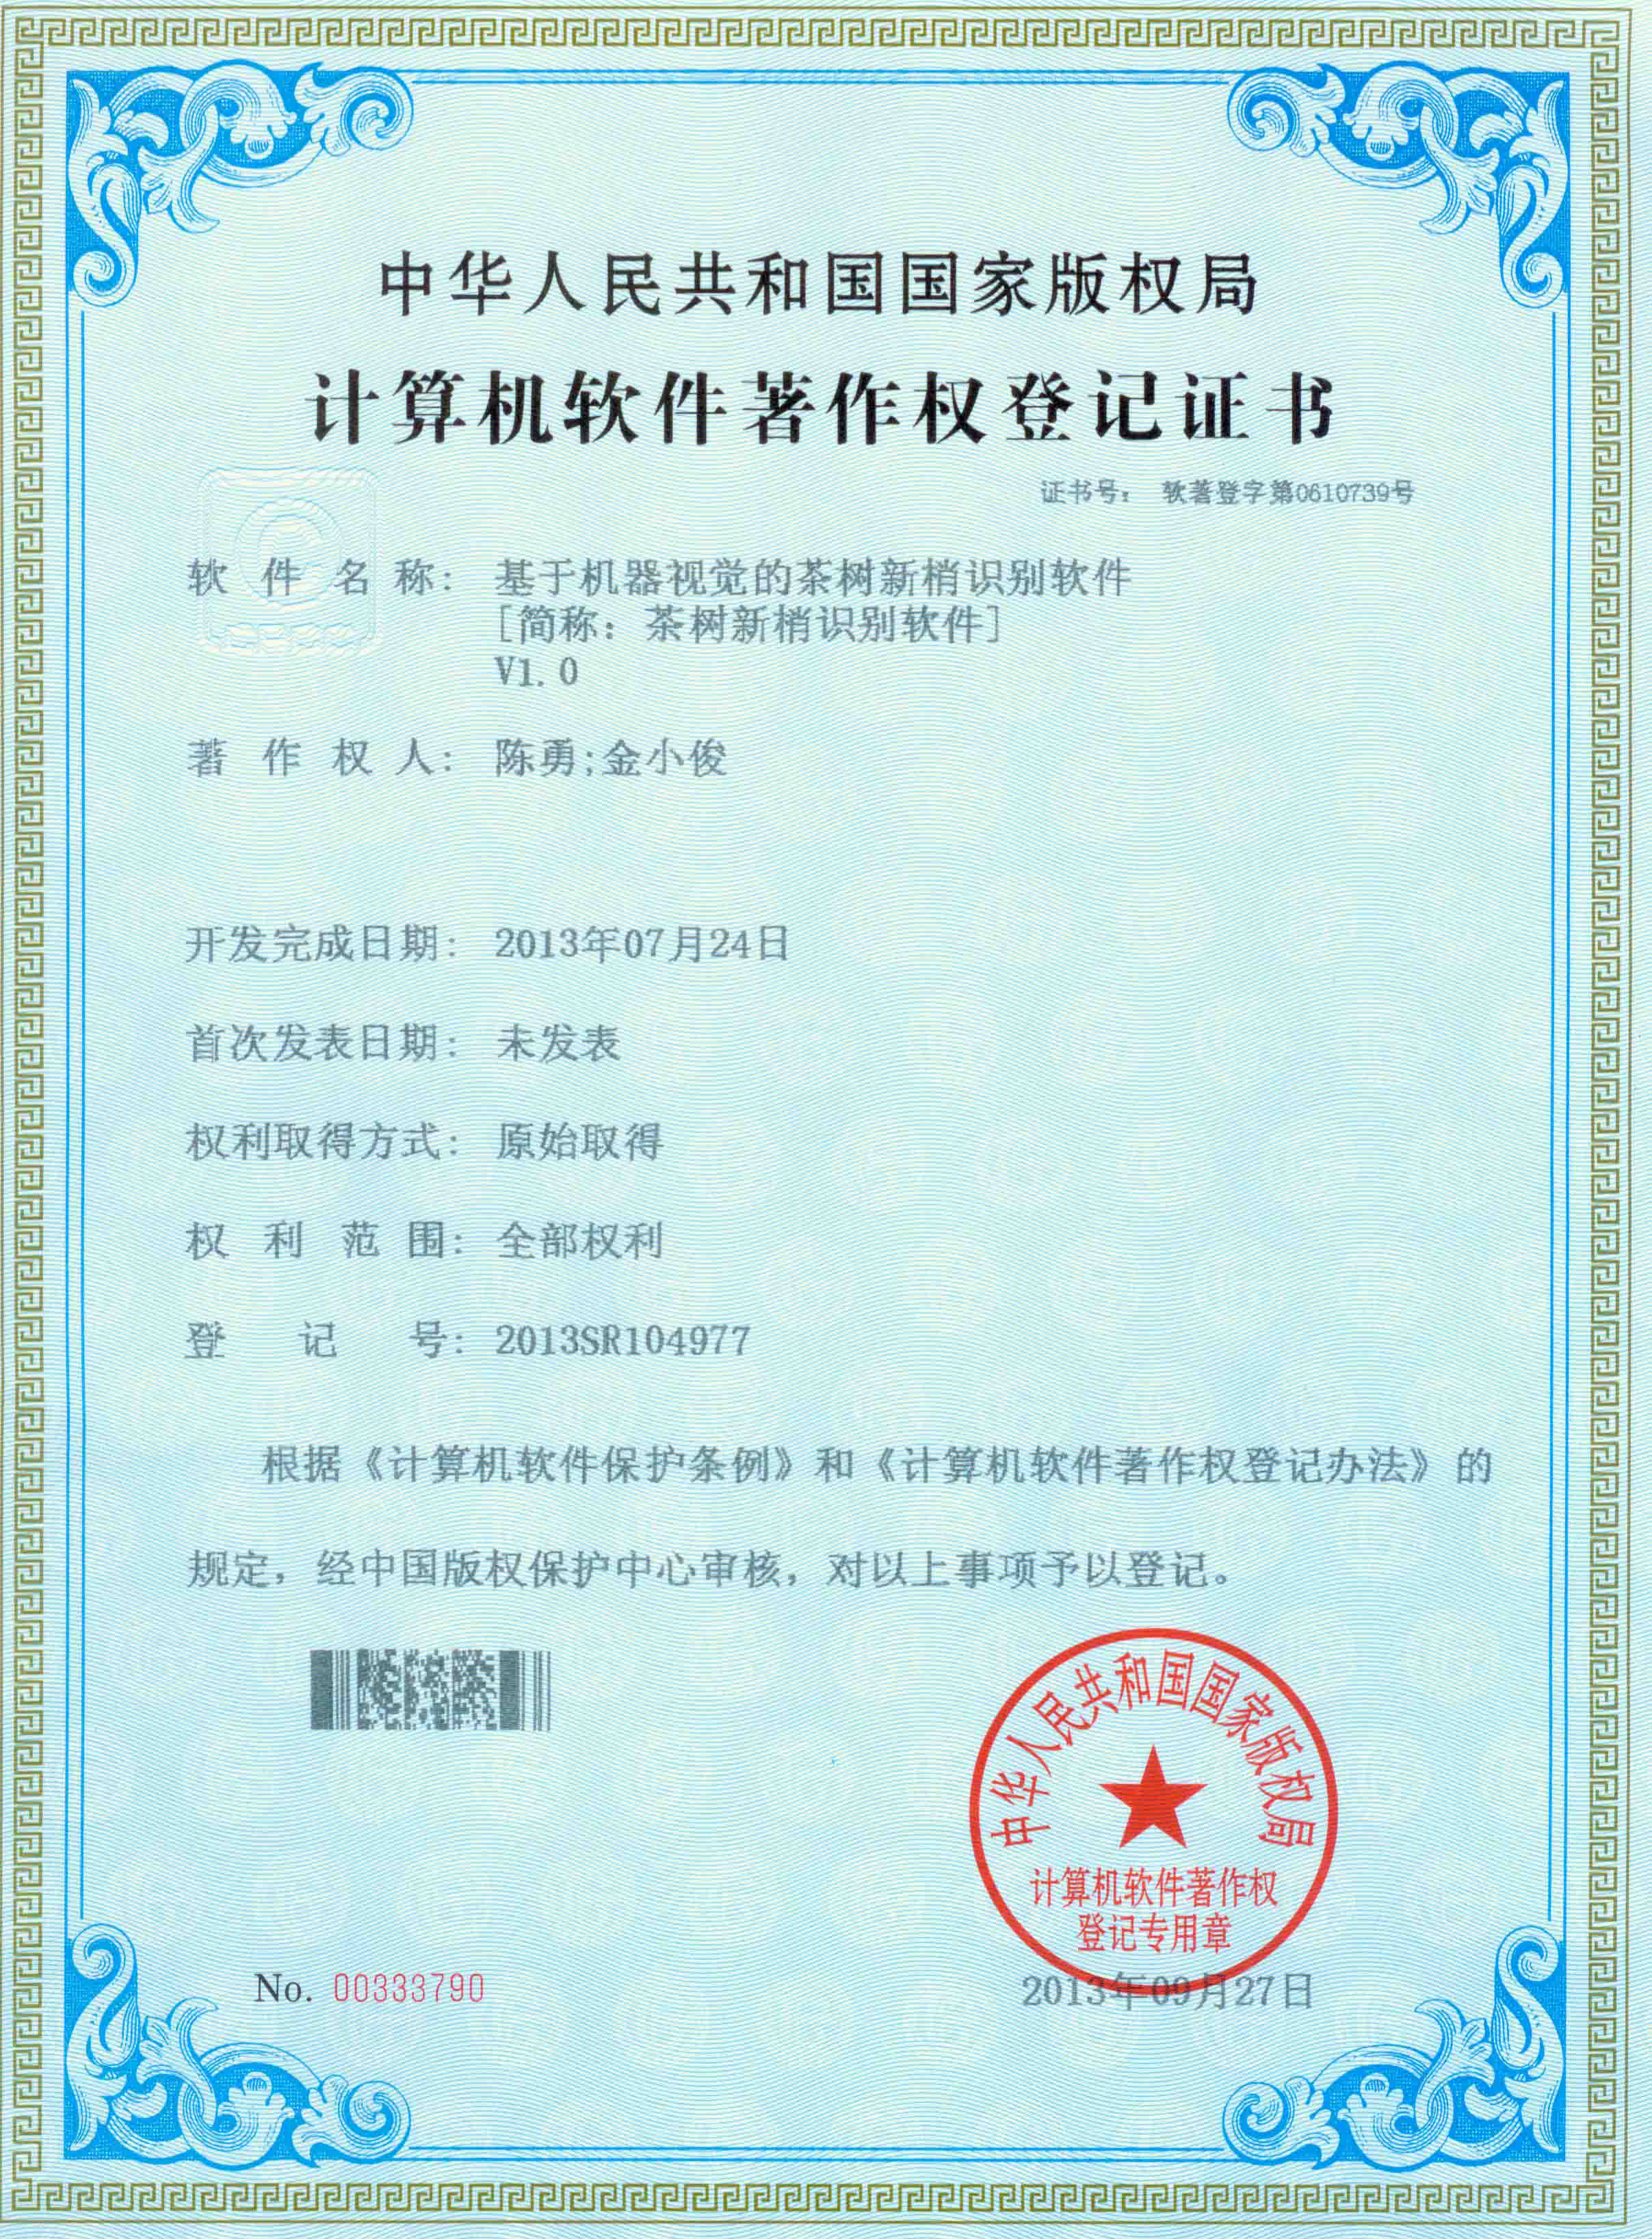 中华人民共和国国家版权局
计算机软件著作权登记证书
证书号： 软著登字第0610739号
软件名称： 基于机器视觉的茶树新梢识别软件
[简称：茶树新梢识别软件]
V1.0
著作权人： 陈勇;金小俊
开发完成日期： 2013年07月24日
首次发表日期： 未发表
权利取得方式： 原始取得
权利范围： 全部权利
登记号： 2013SR104977
根据《计算机软件保护条例》和《计算机软件著作权登记办法》的
规定，经中国版权保护中心审核，对以上事项予以登记。
中华人民共和国国家版权局
计算机软件著作权
登记专用章
No. 00333790
2013年09月27日